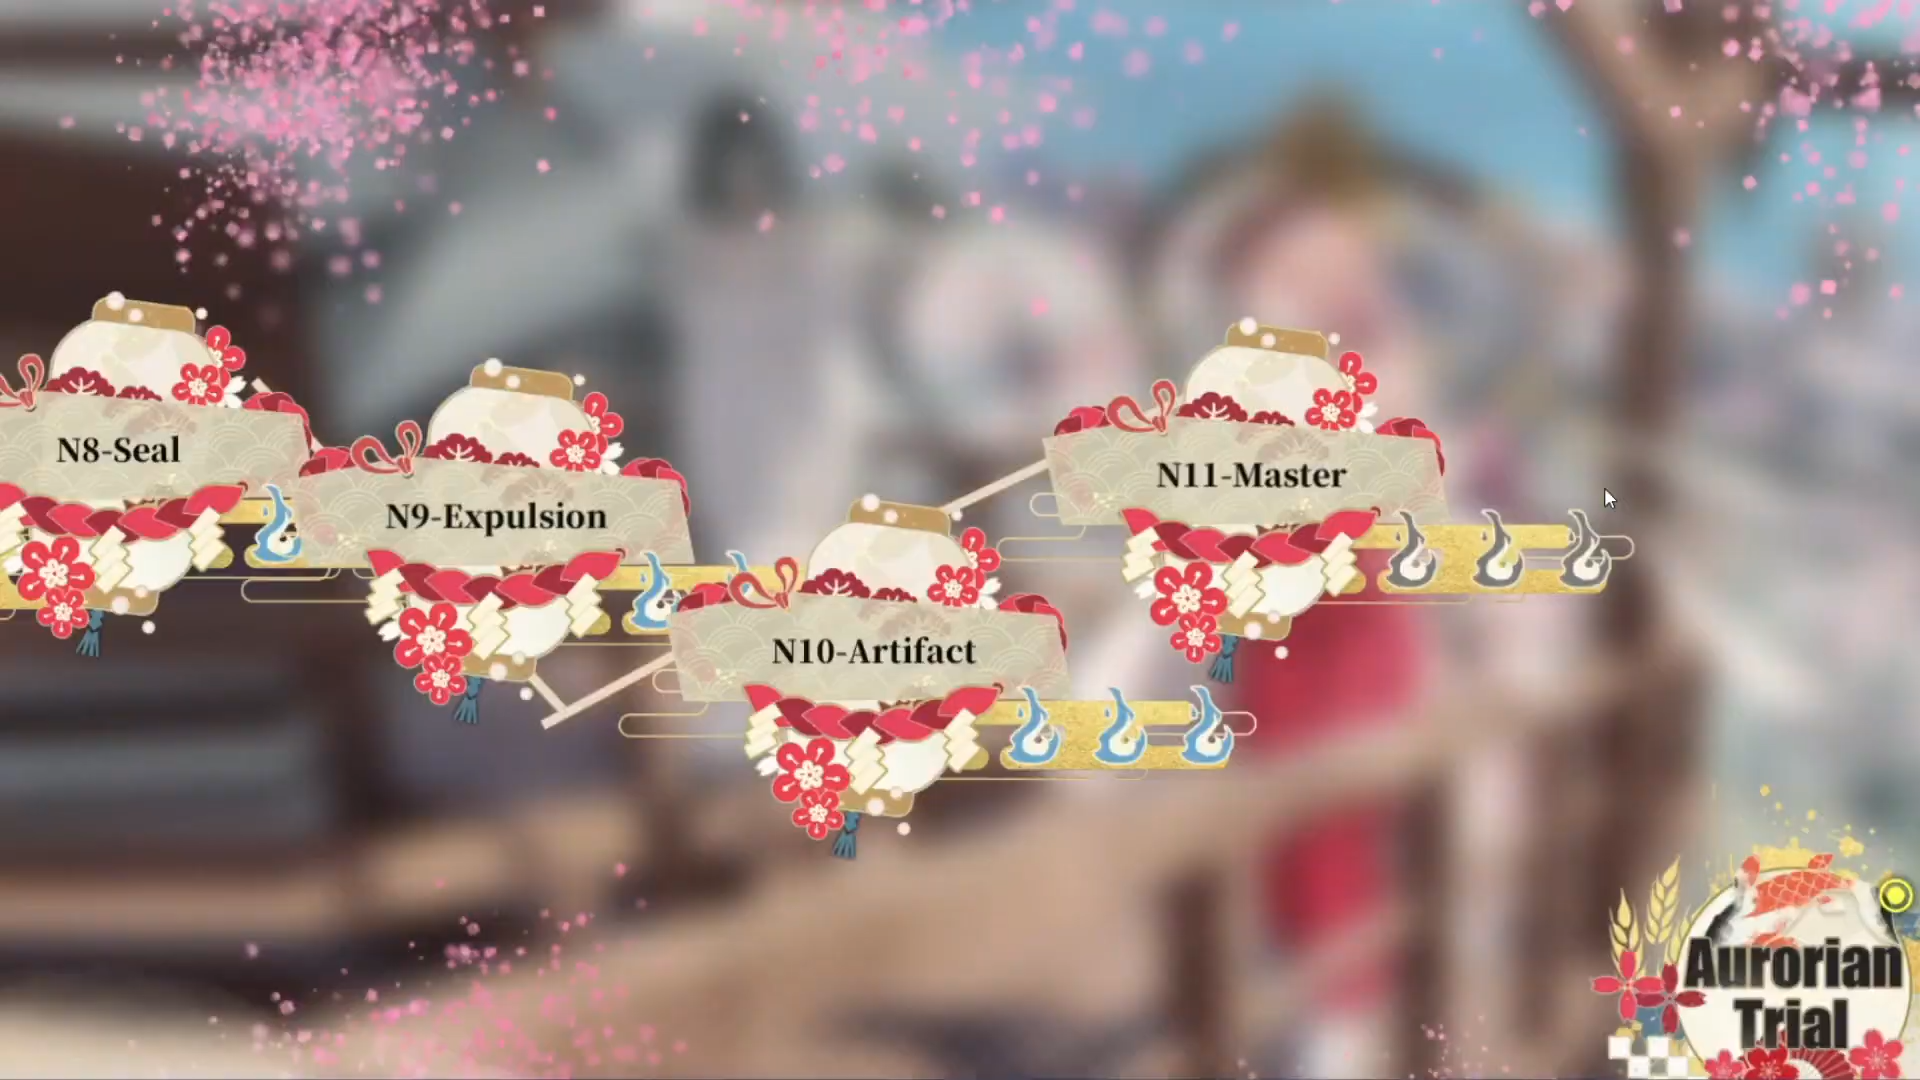 N8-Seal
N9-Expulsion
N10-Artifact
N11-Master
Aurorian
Trial